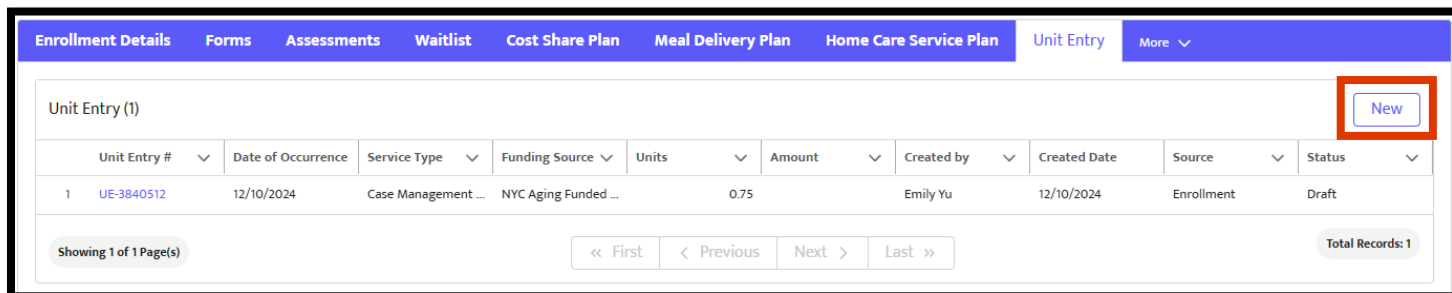 Enrollment Details Forms Assessments Waitlist Cost Share Plan Meal Delivery Plan Home Care Service Plan Unit Entry More
Unit Entry (1) New
Unit Entry # Date of Occurrence Service Type Funding Source Units Amount Created by Created Date Source Status
1 UE-3840512 12/10/2024 Case Management ... NYC Aging Funded ... 0.75 Emily Yu 12/10/2024 Enrollment Draft
Showing 1 of 1 Page(s) « First < Previous Next > Last » Total Records: 1